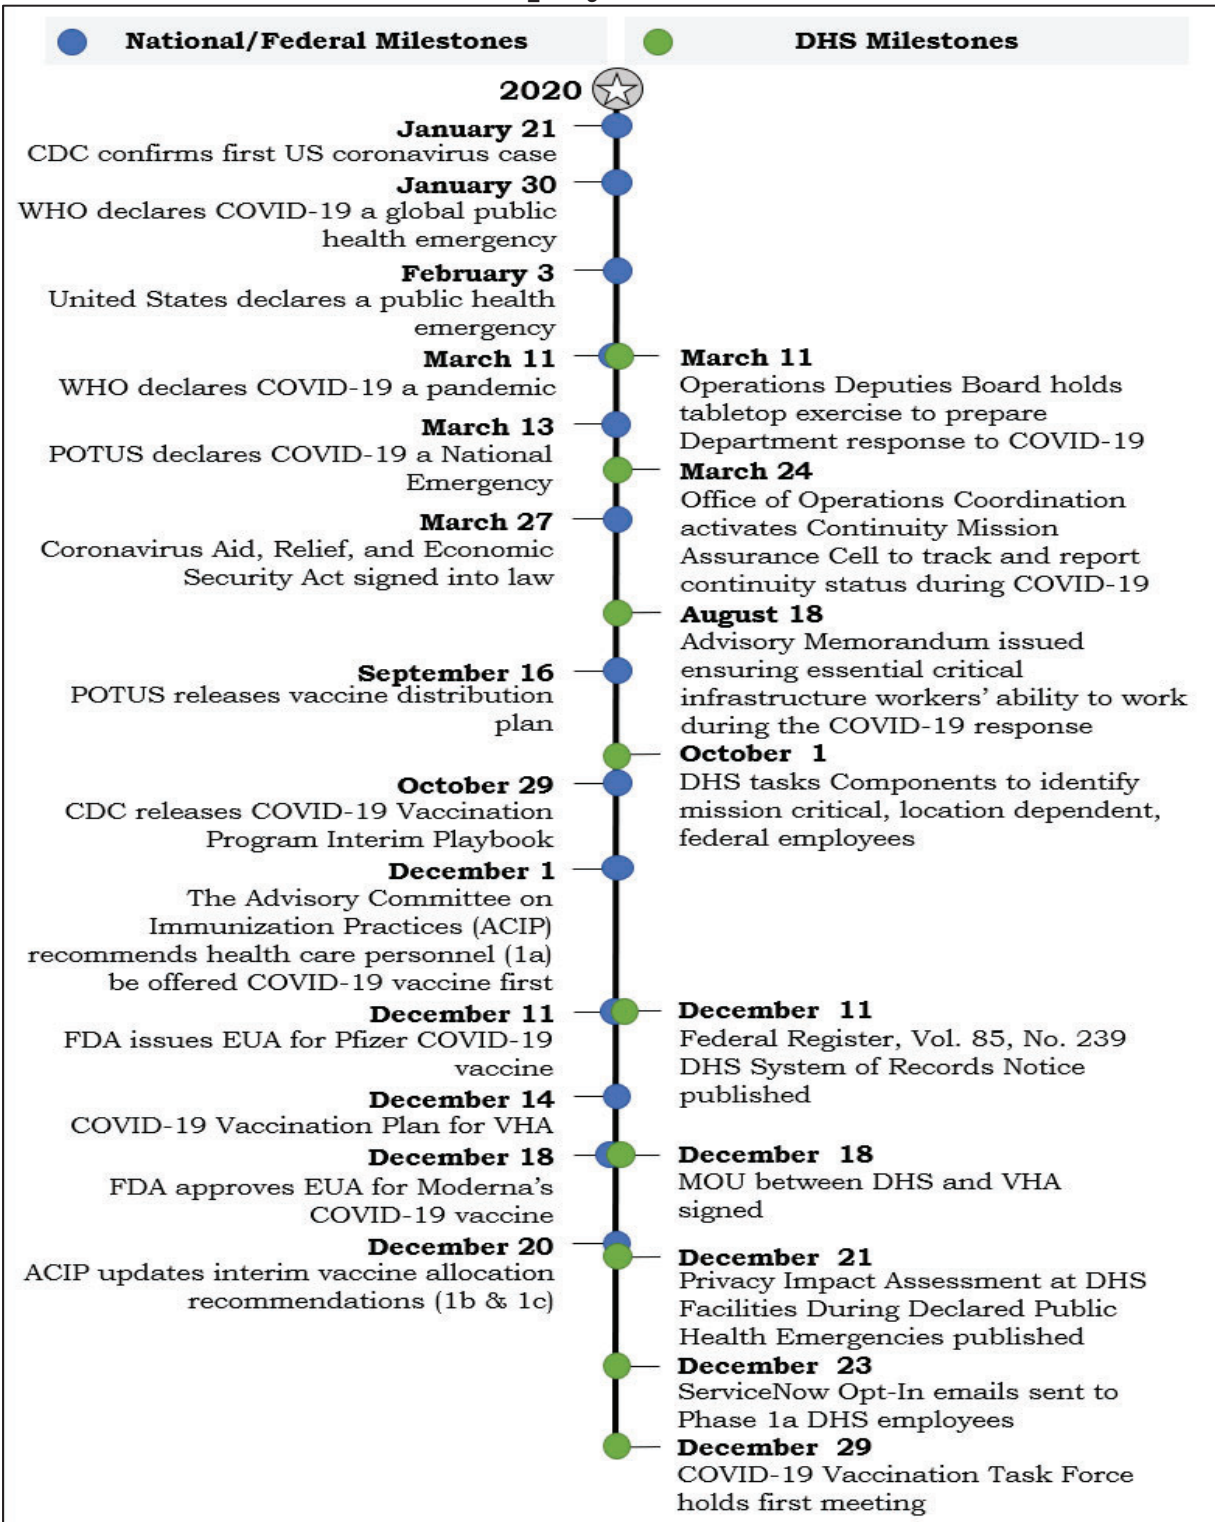 National/Federal Milestones
DHS Milestones
2020
January 21
CDC confirms first US coronavirus case
January 30
WHO declares COVID-19 a global public
health emergency
February 3
United States declares a public health
emergency
March 11
WHO declares COVID-19 a pandemic
March 11
Operations Deputies Board holds
tabletop exercise to prepare
Department response to COVID-19
March 13
POTUS declares COVID-19 a National
Emergency
March 24
Office of Operations Coordination
activates Continuity Mission
Assurance Cell to track and report
continuity status during COVID-19
March 27
Coronavirus Aid, Relief, and Economic
Security Act signed into law
August 18
Advisory Memorandum issued
ensuring essential critical
infrastructure workers’ ability to work
during the COVID-19 response
September 16
POTUS releases vaccine distribution
plan
October 1
DHS tasks Components to identify
mission critical, location dependent,
federal employees
October 29
CDC releases COVID-19 Vaccination
Program Interim Playbook
December 1
The Advisory Committee on
Immunization Practices (ACIP)
recommends health care personnel (1a)
be offered COVID-19 vaccine first
December 11
FDA issues EUA for Pfizer COVID-19
vaccine
December 11
Federal Register, Vol. 85, No. 239
DHS System of Records Notice
published
December 14
COVID-19 Vaccination Plan for VHA
December 18
FDA approves EUA for Moderna’s
COVID-19 vaccine
December 18
MOU between DHS and VHA
signed
December 20
ACIP updates interim vaccine allocation
recommendations (1b & 1c)
December 21
Privacy Impact Assessment at DHS
Facilities During Declared Public
Health Emergencies published
December 23
ServiceNow Opt-In emails sent to
Phase 1a DHS employees
December 29
COVID-19 Vaccination Task Force
holds first meeting